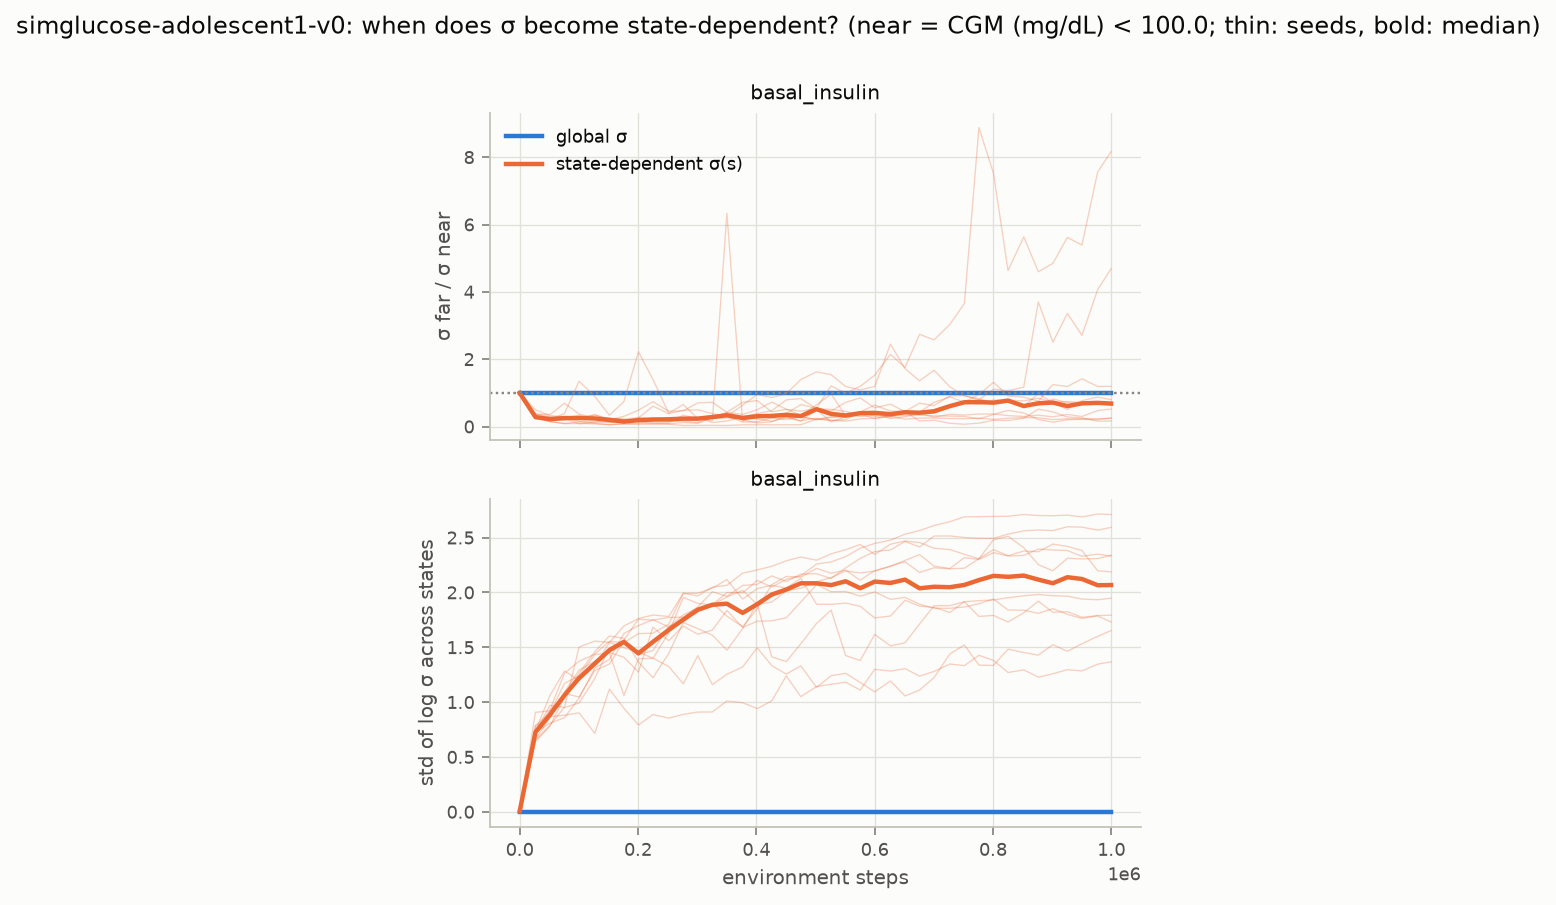 simglucose-adolescent1-v0: when does σ become state-dependent? (near = CGM (mg/dL) < 100.0; thin: seeds, bold: median)
basal_insulin
global σ
state-dependent σ(s)
σ far / σ near
8
6
4
2
0
basal_insulin
std of log σ across states
2.5
2.0
1.5
1.0
0.5
0.0
0.0 0.2 0.4 0.6 0.8 1.0
1e6
environment steps